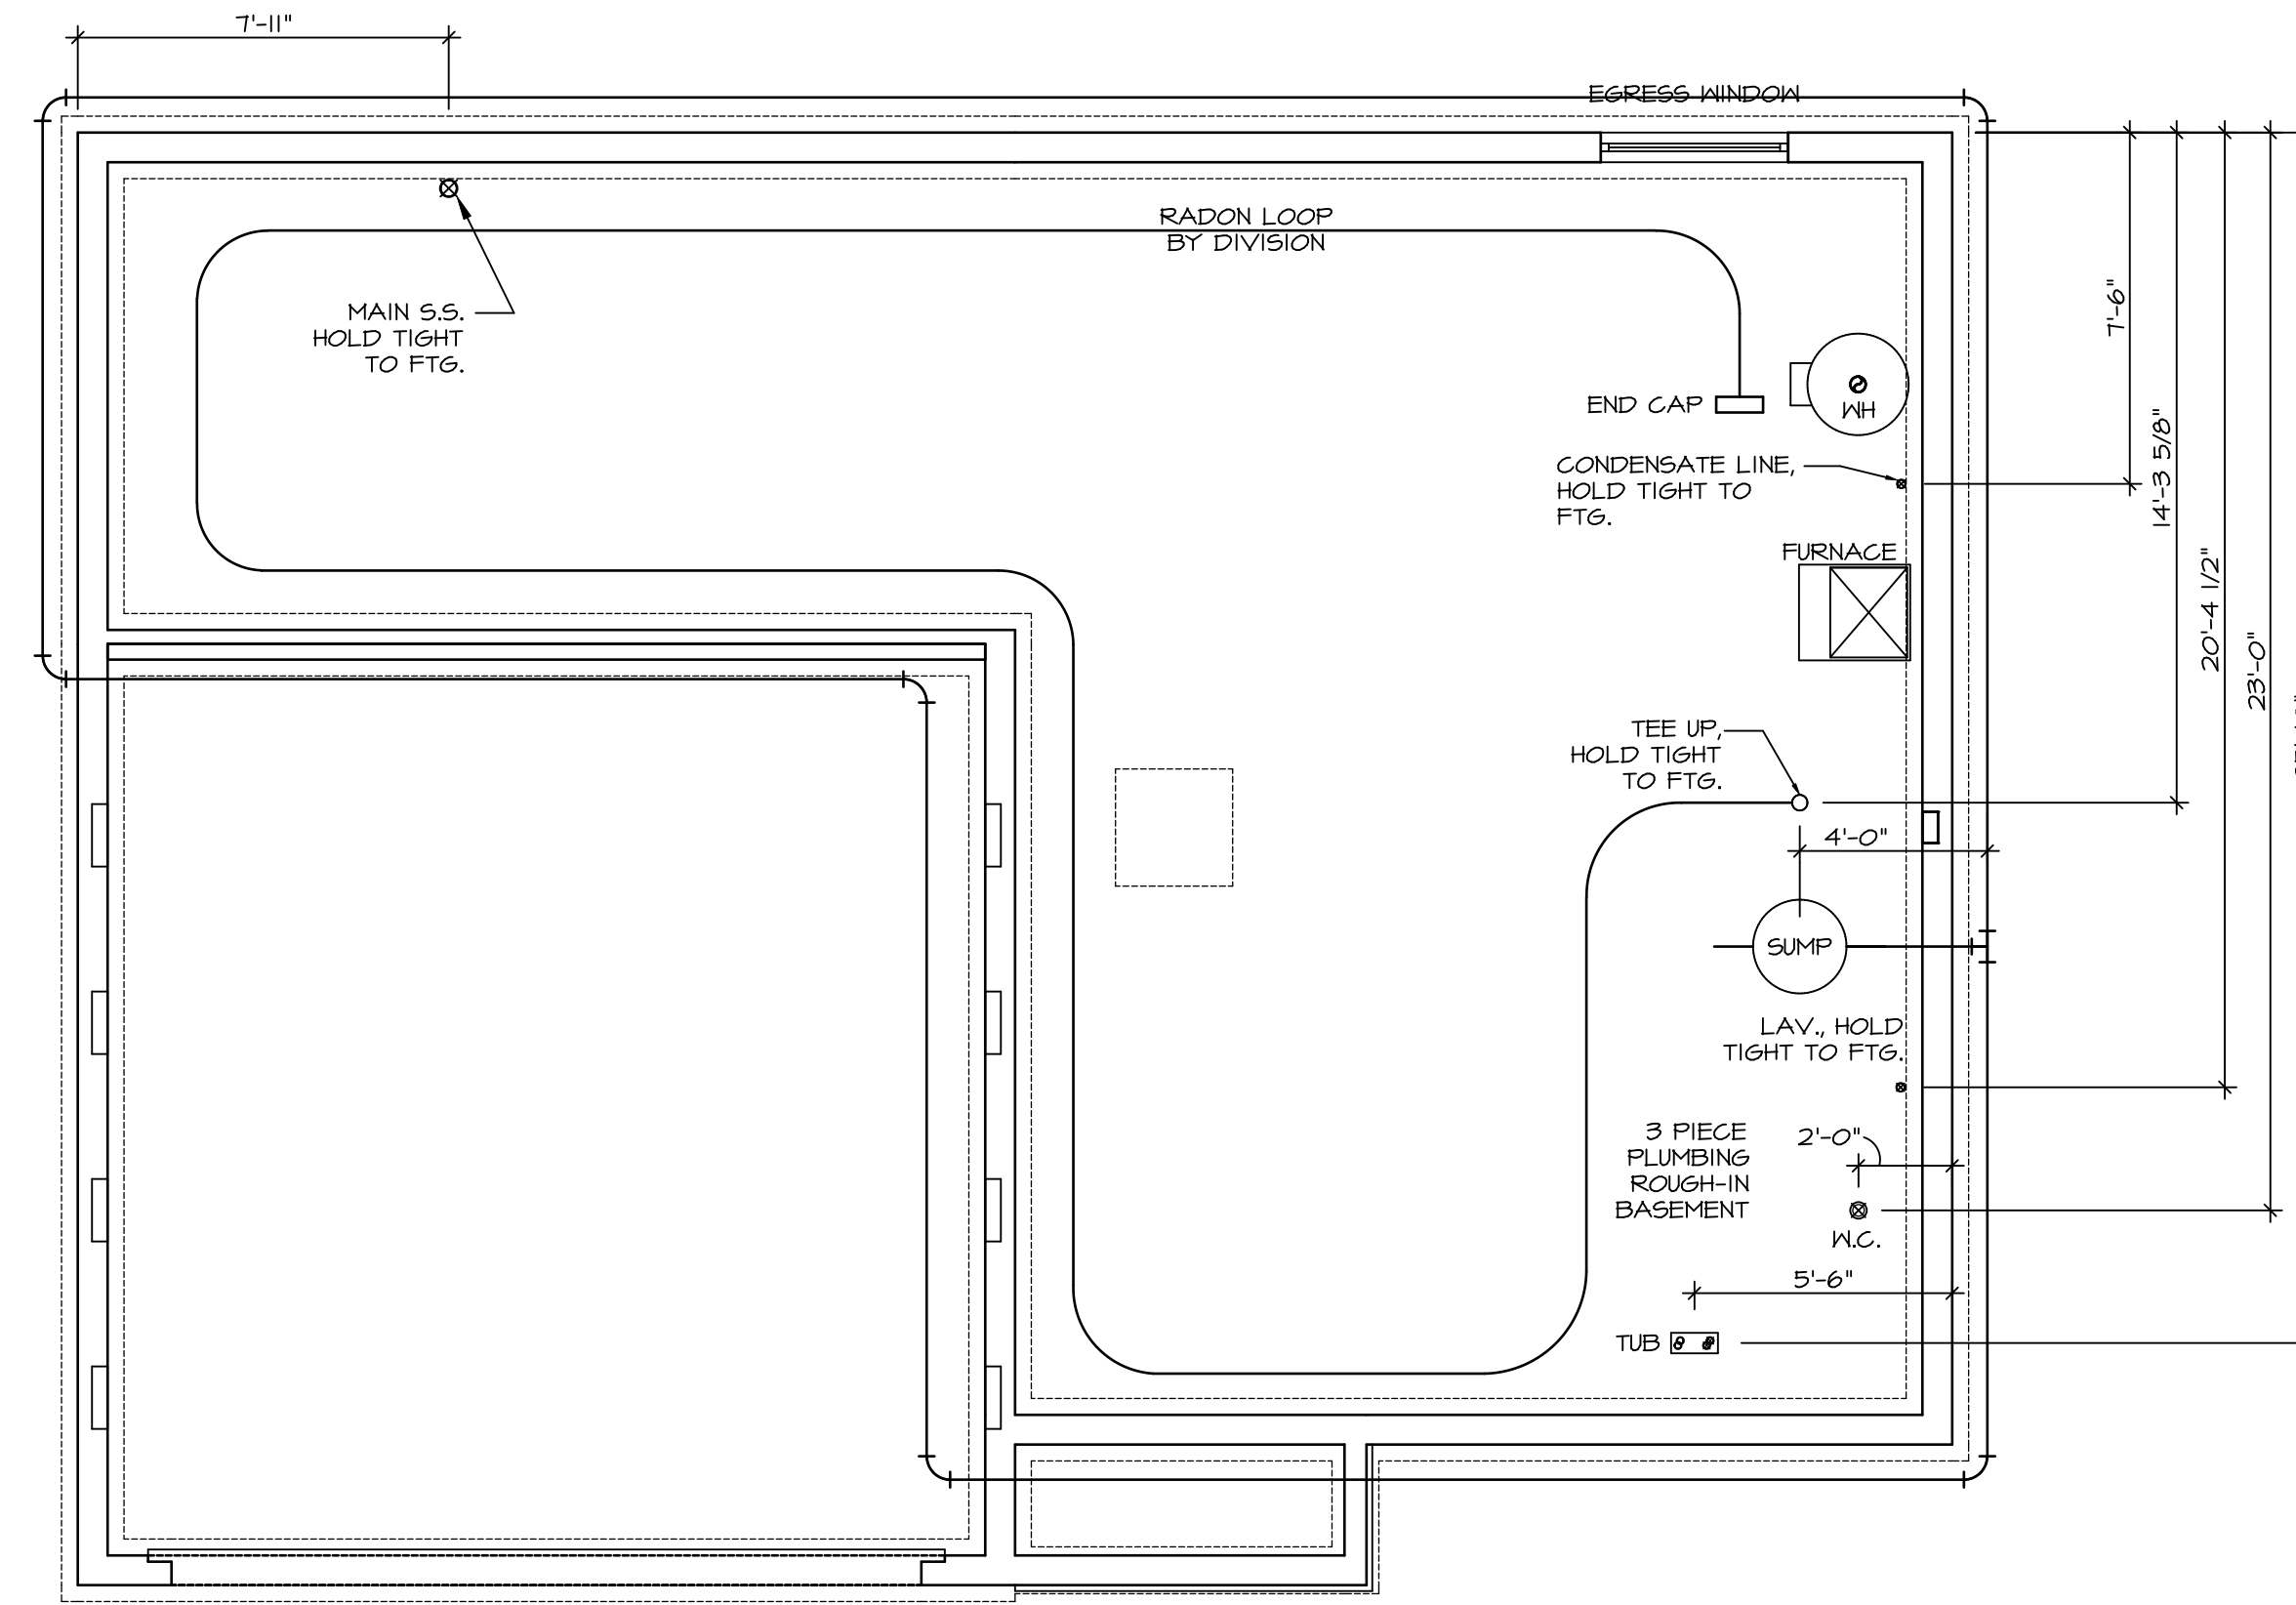 7'-11"
EGRESS WINDOW
RADON LOOP
BY DIVISION
MAIN S.S.
HOLD TIGHT
TO FTG.
7'-6"
END CAP
WH
CONDENSATE LINE,
HOLD TIGHT TO
FTG.
14'-3 5/8"
FURNACE
20'-4 1/2"
23'-0"
TEE UP,
HOLD TIGHT
TO FTG.
4'-0"
SUMP
LAV., HOLD
TIGHT TO FTG.
3 PIECE
PLUMBING
ROUGH-IN
BASEMENT
2'-0"
W.C.
5'-6"
TUB